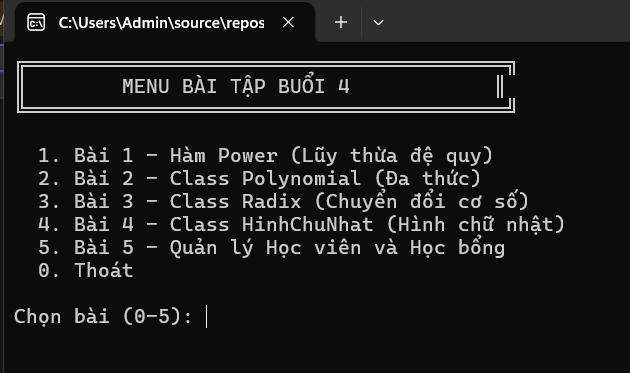 C:\Users\Admin\source\repos
MENU BÀI TẬP BUỔI 4
1. Bài 1 - Hàm Power (Lũy thừa đệ quy)
2. Bài 2 - Class Polynomial (Đa thức)
3. Bài 3 - Class Radix (Chuyển đổi cơ số)
4. Bài 4 - Class HinhChuNhat (Hình chữ nhật)
5. Bài 5 - Quản lý Học viên và Học bổng
0. Thoát
Chọn bài (0-5):